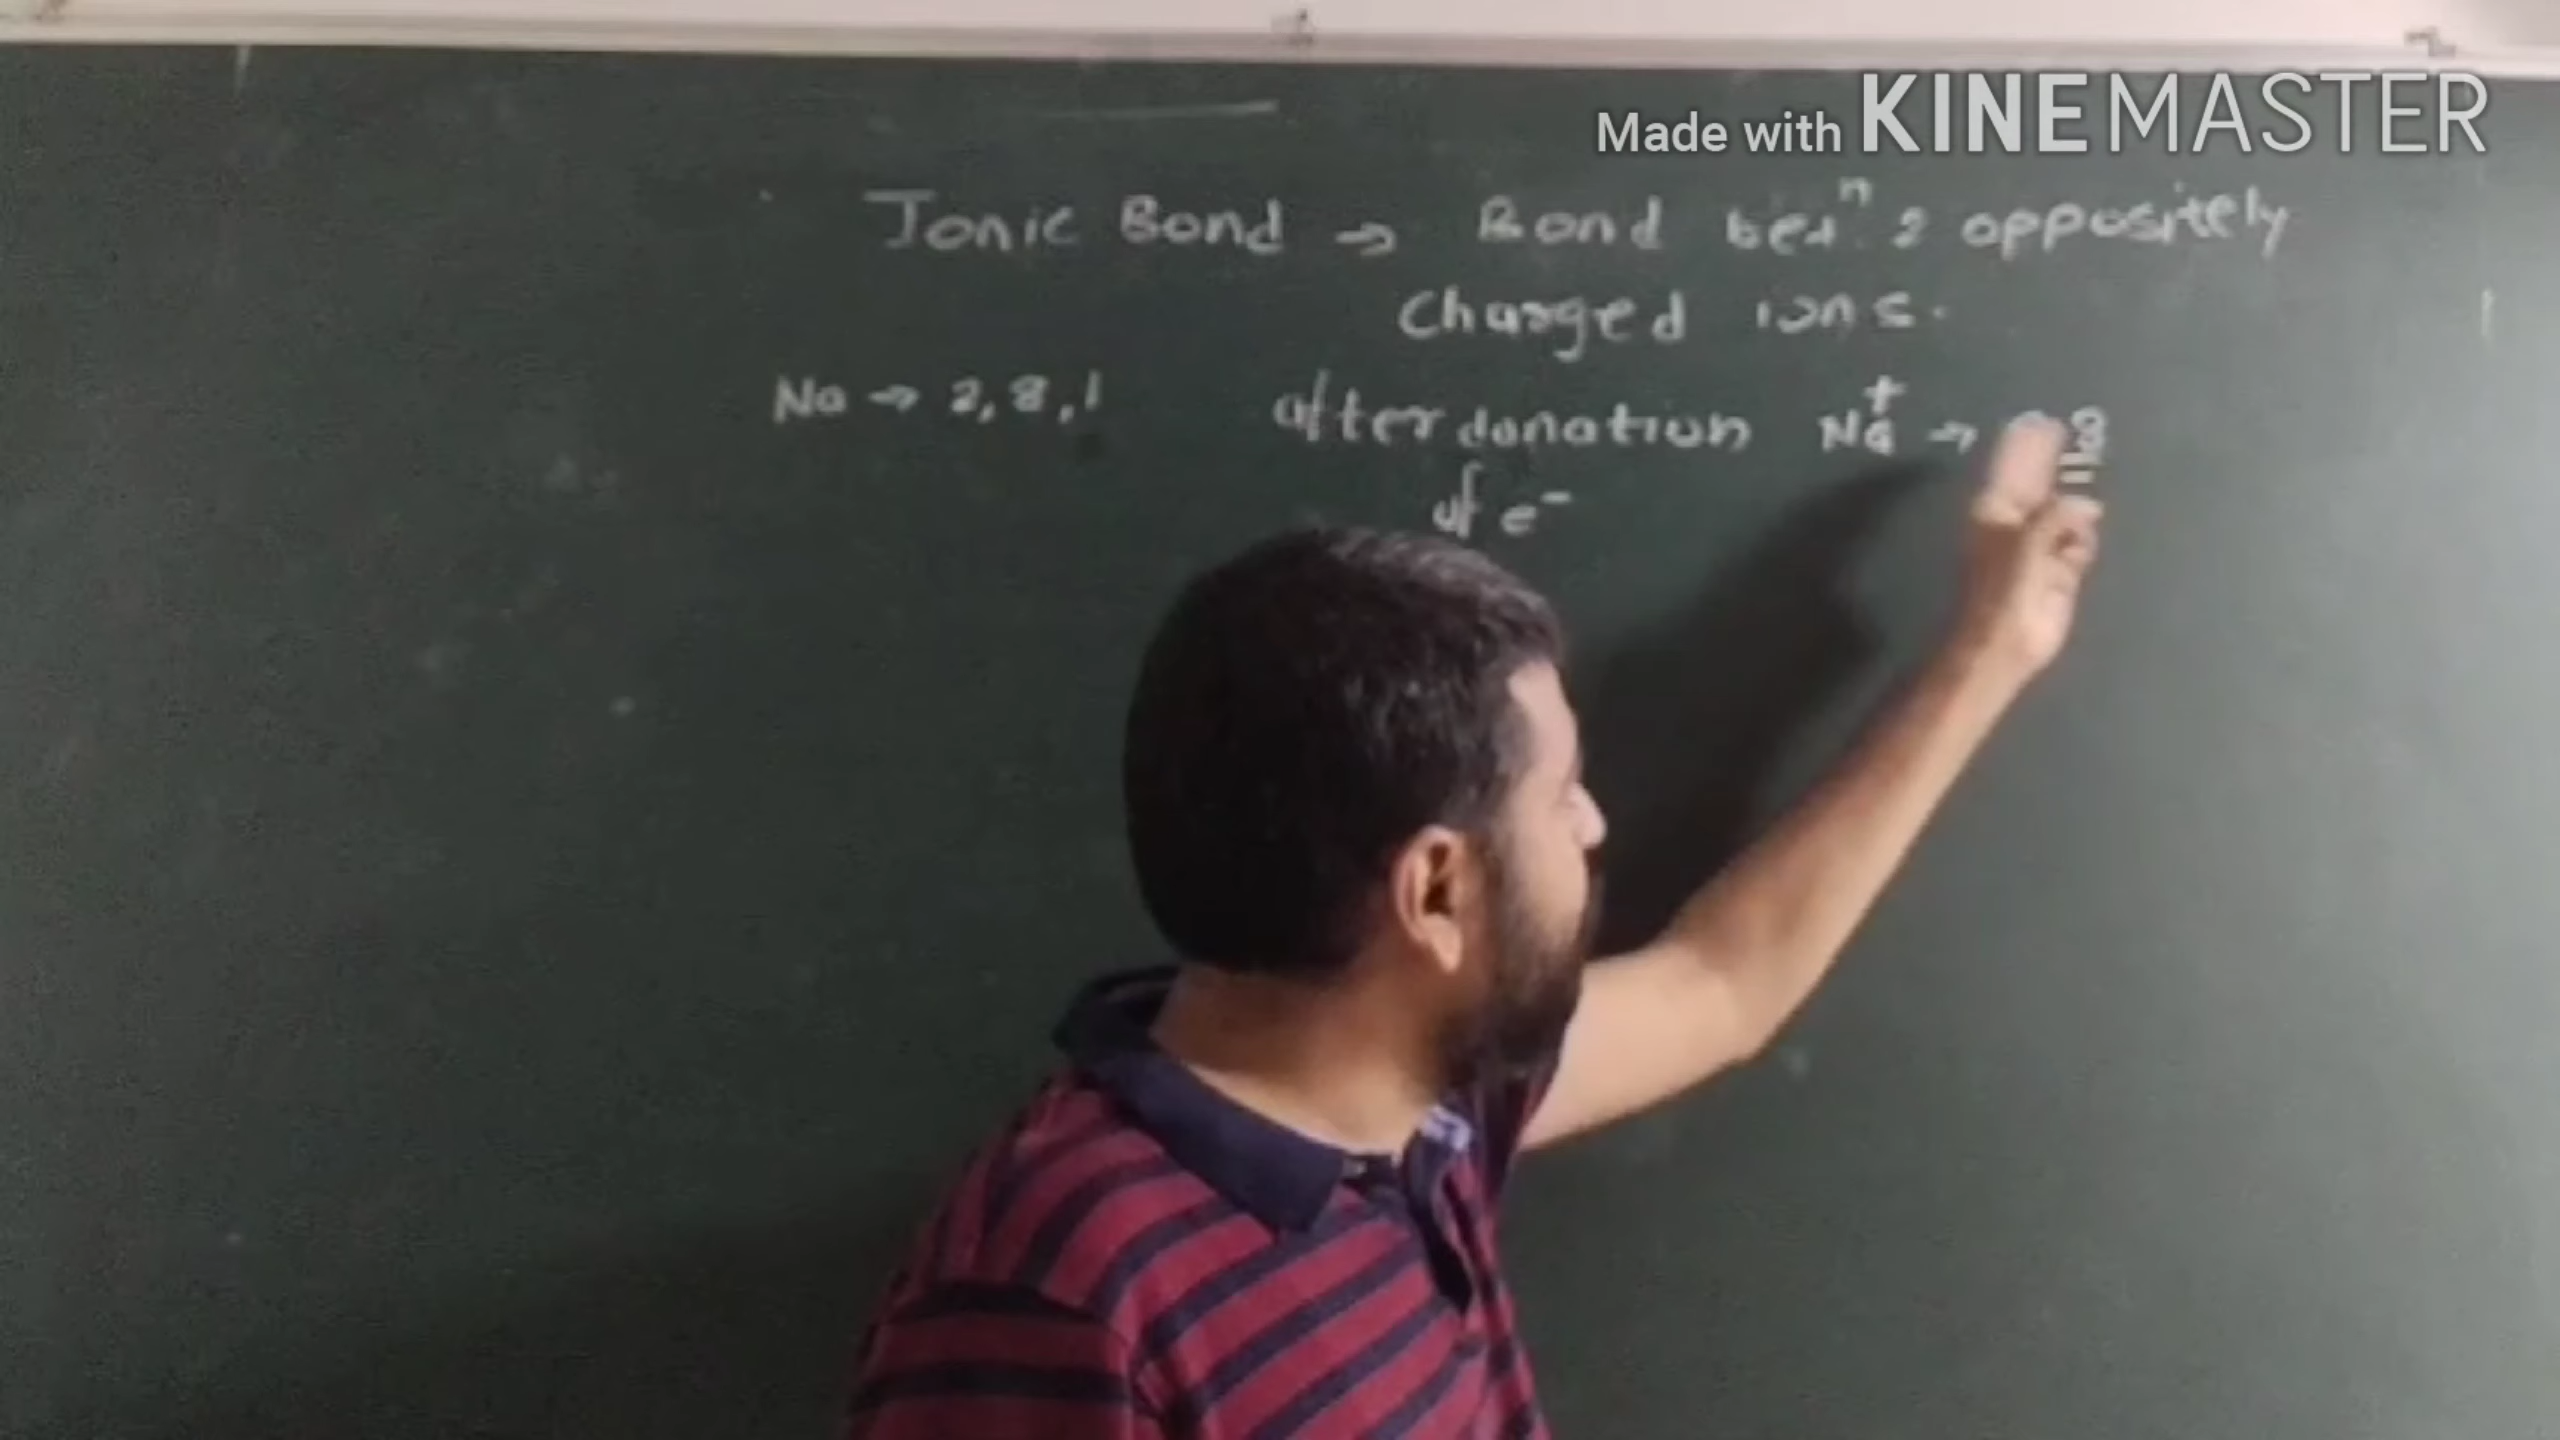 Made with KINEMASTER
Ionic Bond → Bond betⁿ 2 oppositely
Charged ions.
Na → 2, 8, 1 after donation Na⁺ → 8
of e⁻